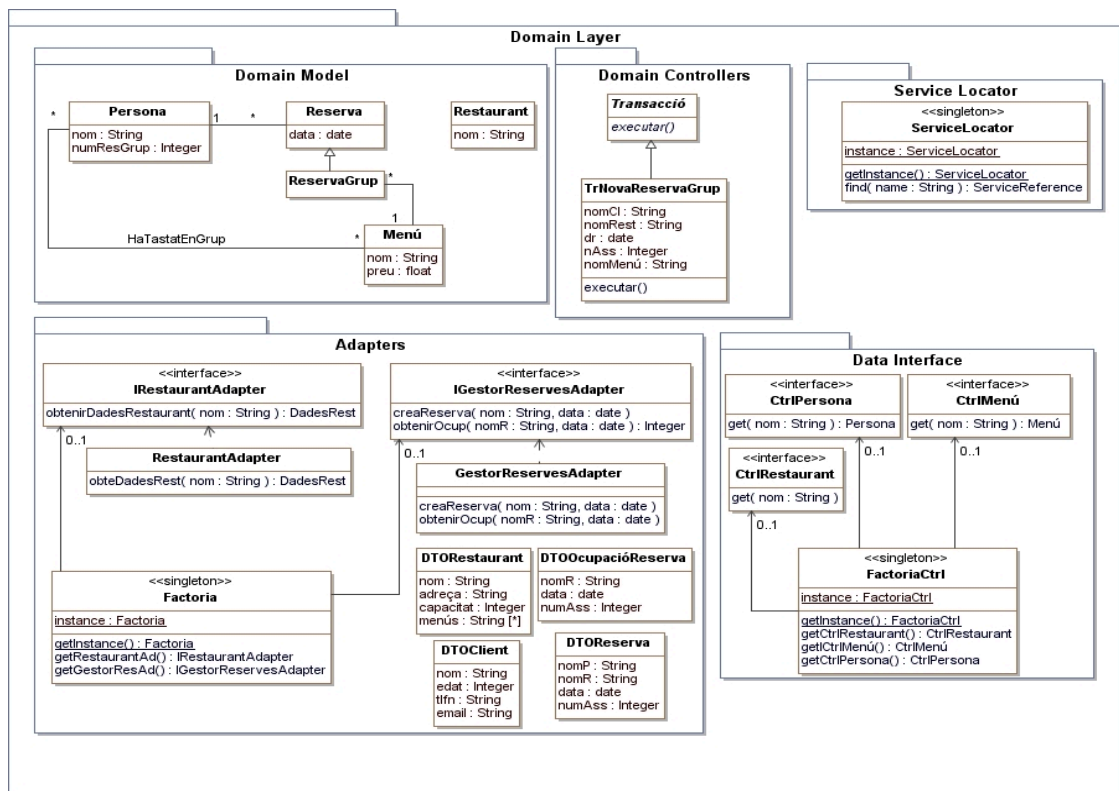 Domain Layer
Domain Model
Persona
nom : String
numResGrup : Integer
*
1
*
Reserva
data : date
ReservaGrup
*
1
Menú
nom : String
preu : float
HaTastatEnGrup
*
Restaurant
nom : String
Domain Controllers
Transacció
executar()
TrNovaReservaGrup
nomCl : String
nomRest : String
dr : date
nAss : Integer
nomMenú : String
executar()
Service Locator
<<singleton>>
ServiceLocator
instance : ServiceLocator
getInstance() : ServiceLocator
find( name : String ) : ServiceReference
Adapters
<<interface>>
IRestaurantAdapter
obtenirDadesRestaurant( nom : String ) : DadesRest
0..1
RestaurantAdapter
obteDadesRest( nom : String ) : DadesRest
<<interface>>
IGestorReservesAdapter
creaReserva( nom : String, data : date )
obtenirOcup( nomR : String, data : date ) : Integer
0..1
GestorReservesAdapter
creaReserva( nom : String, data : date )
obtenirOcup( nomR : String, data : date )
<<singleton>>
Factoria
instance : Factoria
getInstance() : Factoria
getRestaurantAd() : IRestaurantAdapter
getGestorResAd() : IGestorReservesAdapter
DTORestaurant
nom : String
adreça : String
capacitat : Integer
menús : String [*]
DTOOcupacióReserva
nomR : String
data : date
numAss : Integer
DTOClient
nom : String
edat : Integer
tlfn : String
email : String
DTOReserva
nomP : String
nomR : String
data : date
numAss : Integer
Data Interface
<<interface>>
CtrlPersona
get( nom : String ) : Persona
0..1
<<interface>>
CtrlMenú
get( nom : String ) : Menú
0..1
<<interface>>
CtrlRestaurant
get( nom : String )
0..1
<<singleton>>
FactoriaCtrl
instance : FactoriaCtrl
getInstance() : FactoriaCtrl
getCtrlRestaurant() : CtrlRestaurant
getlCtrlMenú() : CtrlMenú
getCtrlPersona() : CtrlPersona